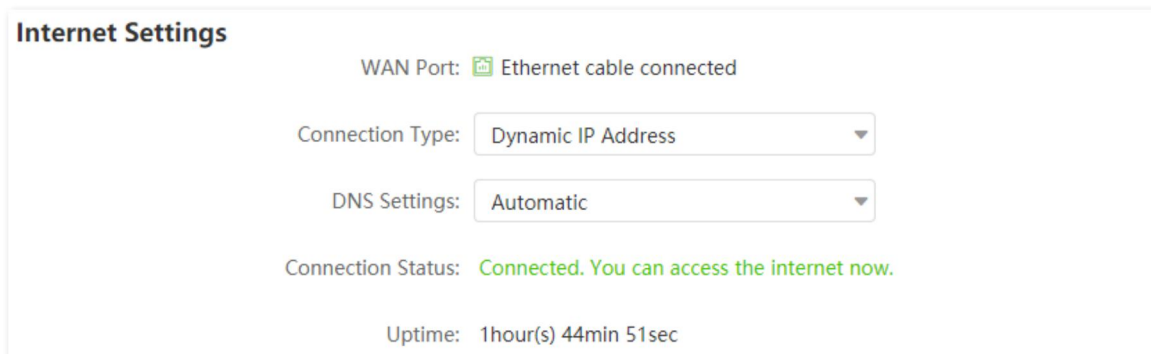 Internet Settings
WAN Port: Ethernet cable connected
Connection Type: Dynamic IP Address
DNS Settings: Automatic
Connection Status: Connected. You can access the internet now.
Uptime: 1hour(s) 44min 51sec